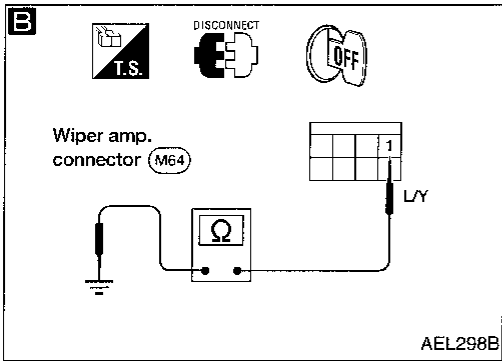 B
T.S.
DISCONNECT
OFF
Wiper amp.
connector M64
1
L/Y
Ω
AEL298B